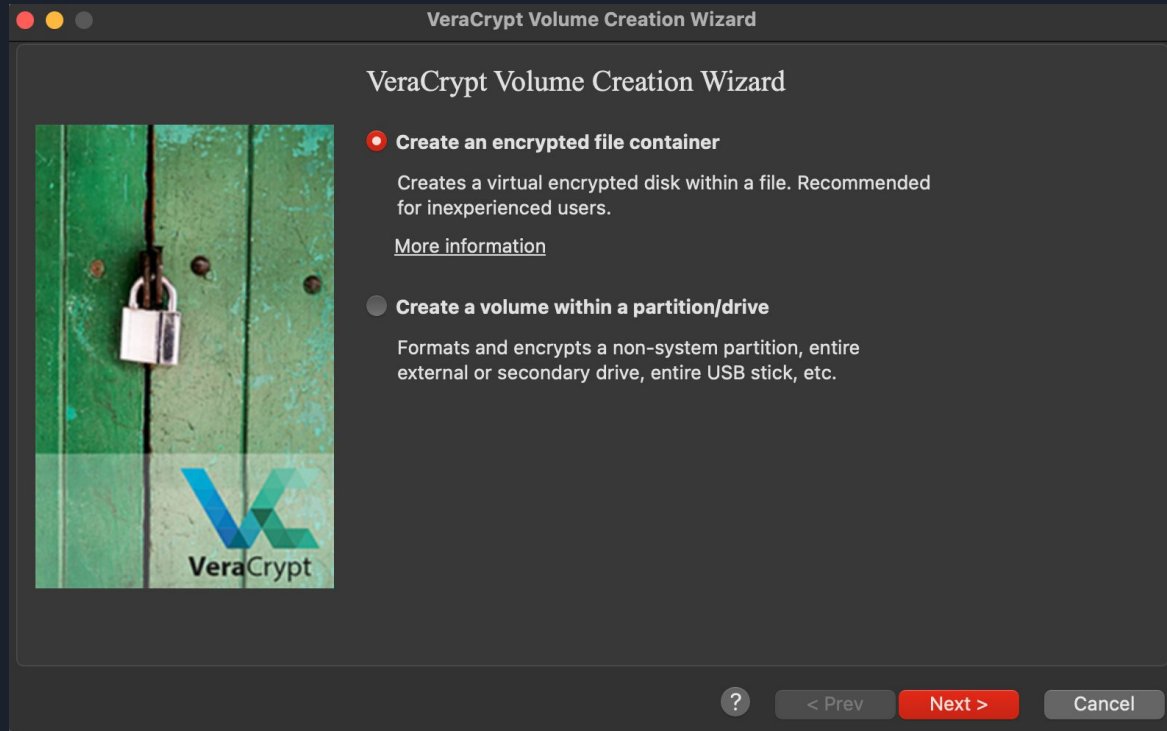 VeraCrypt Volume Creation Wizard
VeraCrypt Volume Creation Wizard
Create an encrypted file container
Creates a virtual encrypted disk within a file. Recommended
for inexperienced users.
More information
Create a volume within a partition/drive
Formats and encrypts a non-system partition, entire
external or secondary drive, entire USB stick, etc.
VeraCrypt
?
< Prev
Next >
Cancel